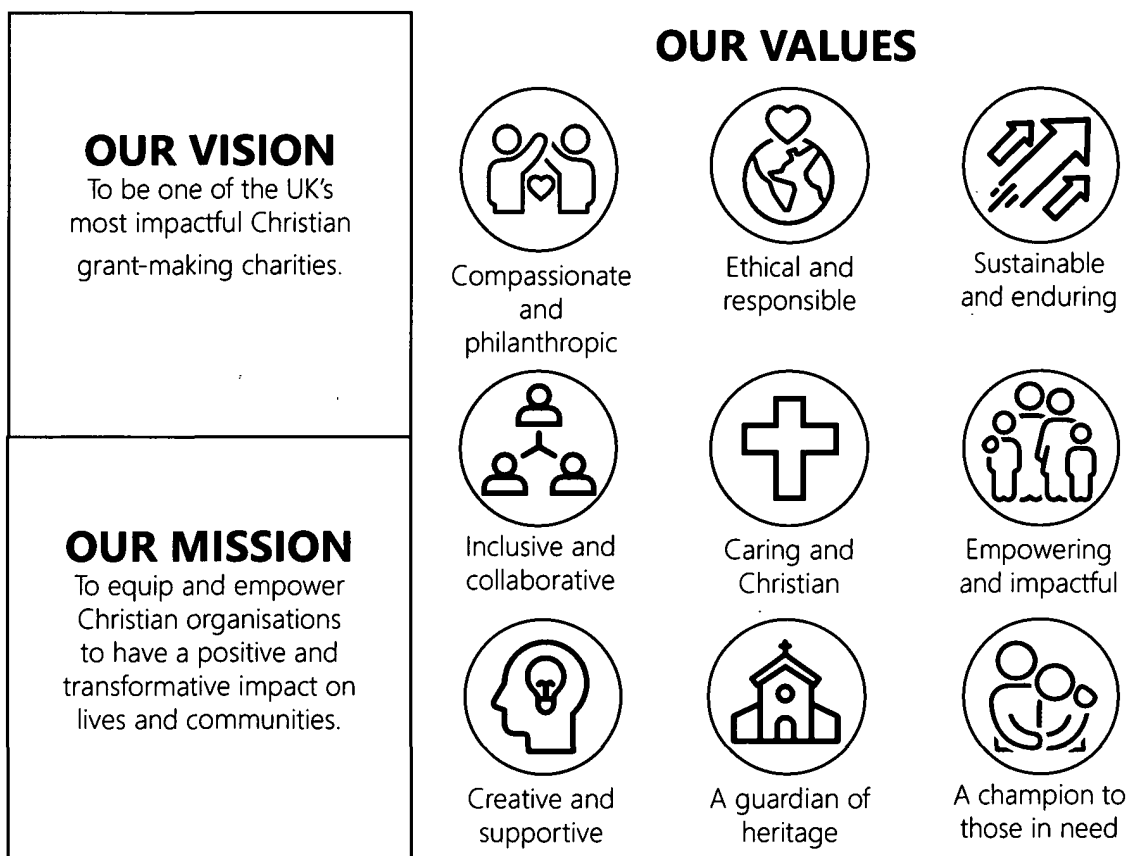 OUR VISION
To be one of the UK's
most impactful Christian
grant-making charities.
OUR MISSION
To equip and empower
Christian organisations
to have a positive and
transformative impact on
lives and communities.
OUR VALUES
Compassionate
and
philanthropic
Ethical and
responsible
Sustainable
and enduring
Inclusive and
collaborative
Caring and
Christian
Empowering
and impactful
Creative and
supportive
A guardian of
heritage
A champion to
those in need